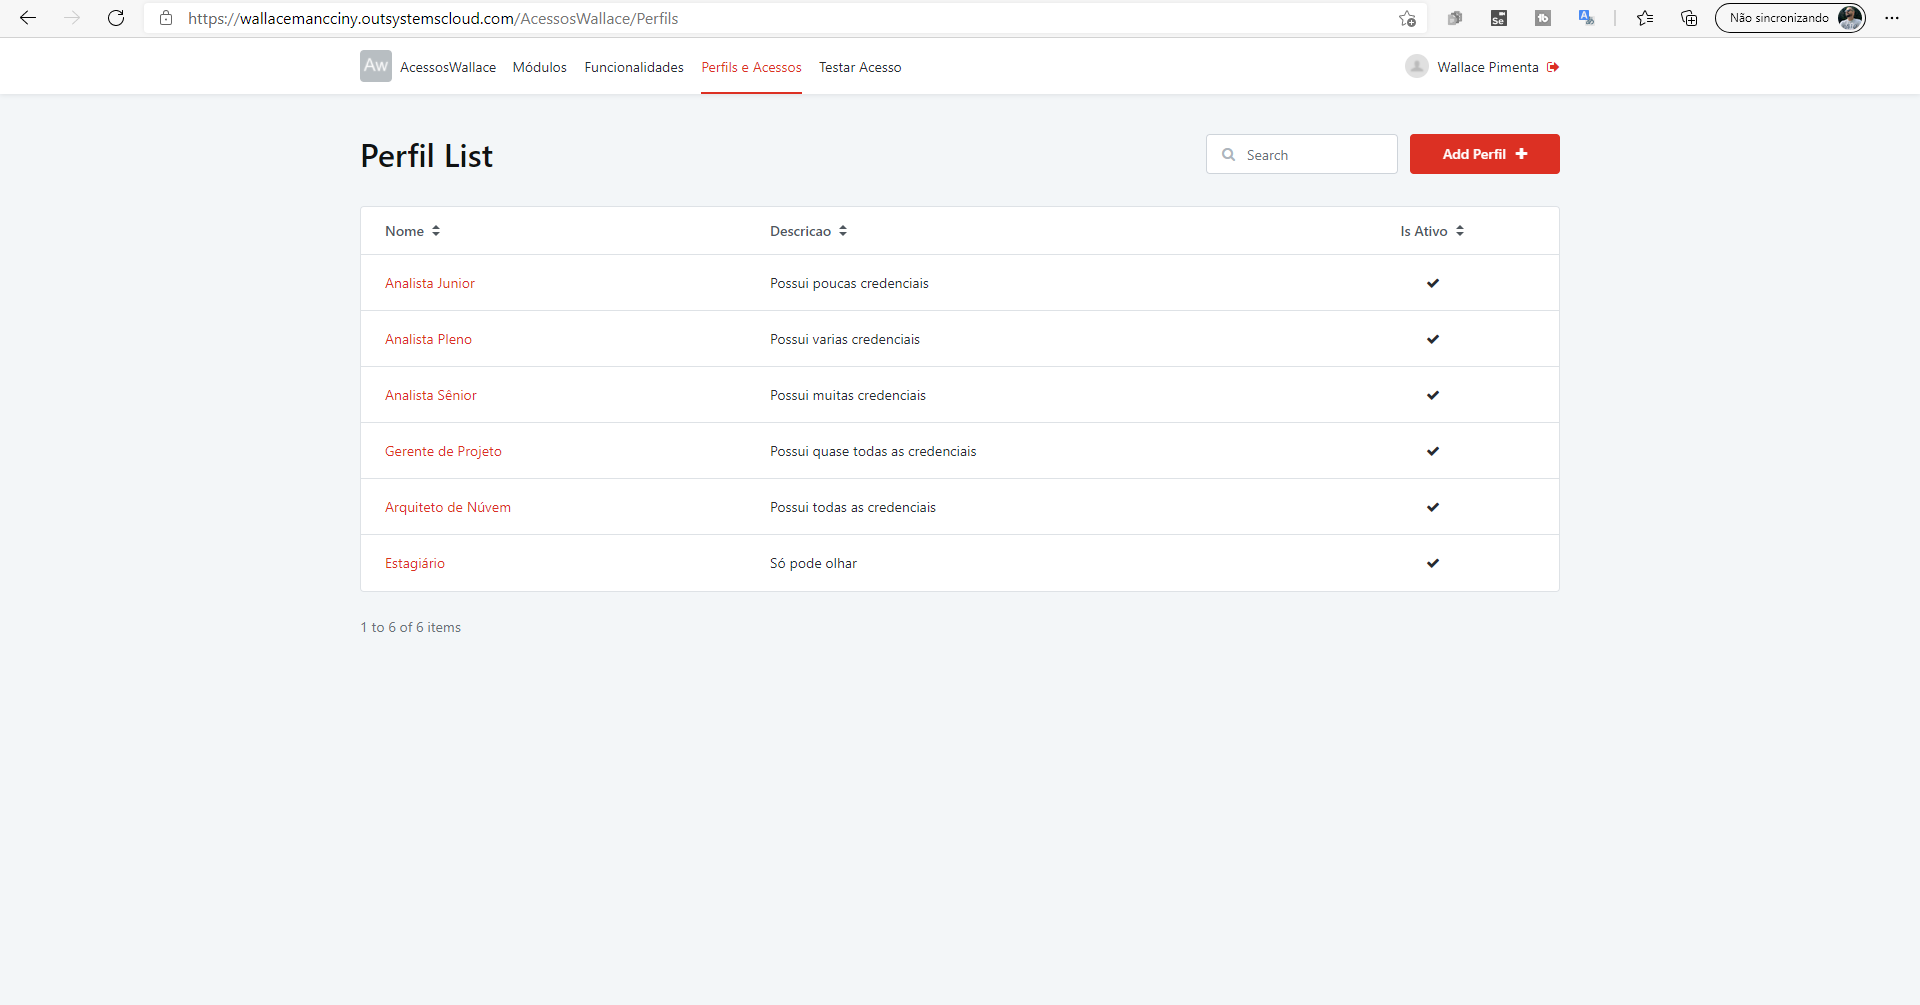 https://wallacemancciny.outsystemscloud.com/AcessosWallace/Perfils
Se
tb
Não sincronizando
Aw AcessosWallace Módulos Funcionalidades Perfils e Acessos Testar Acesso Wallace Pimenta
Perfil List
Search
Add Perfil
Nome Descricao Is Ativo
Analista Junior Possui poucas credenciais
Analista Pleno Possui varias credenciais
Analista Sênior Possui muitas credenciais
Gerente de Projeto Possui quase todas as credenciais
Arquiteto de Núvem Possui todas as credenciais
Estagiário Só pode olhar
1 to 6 of 6 items